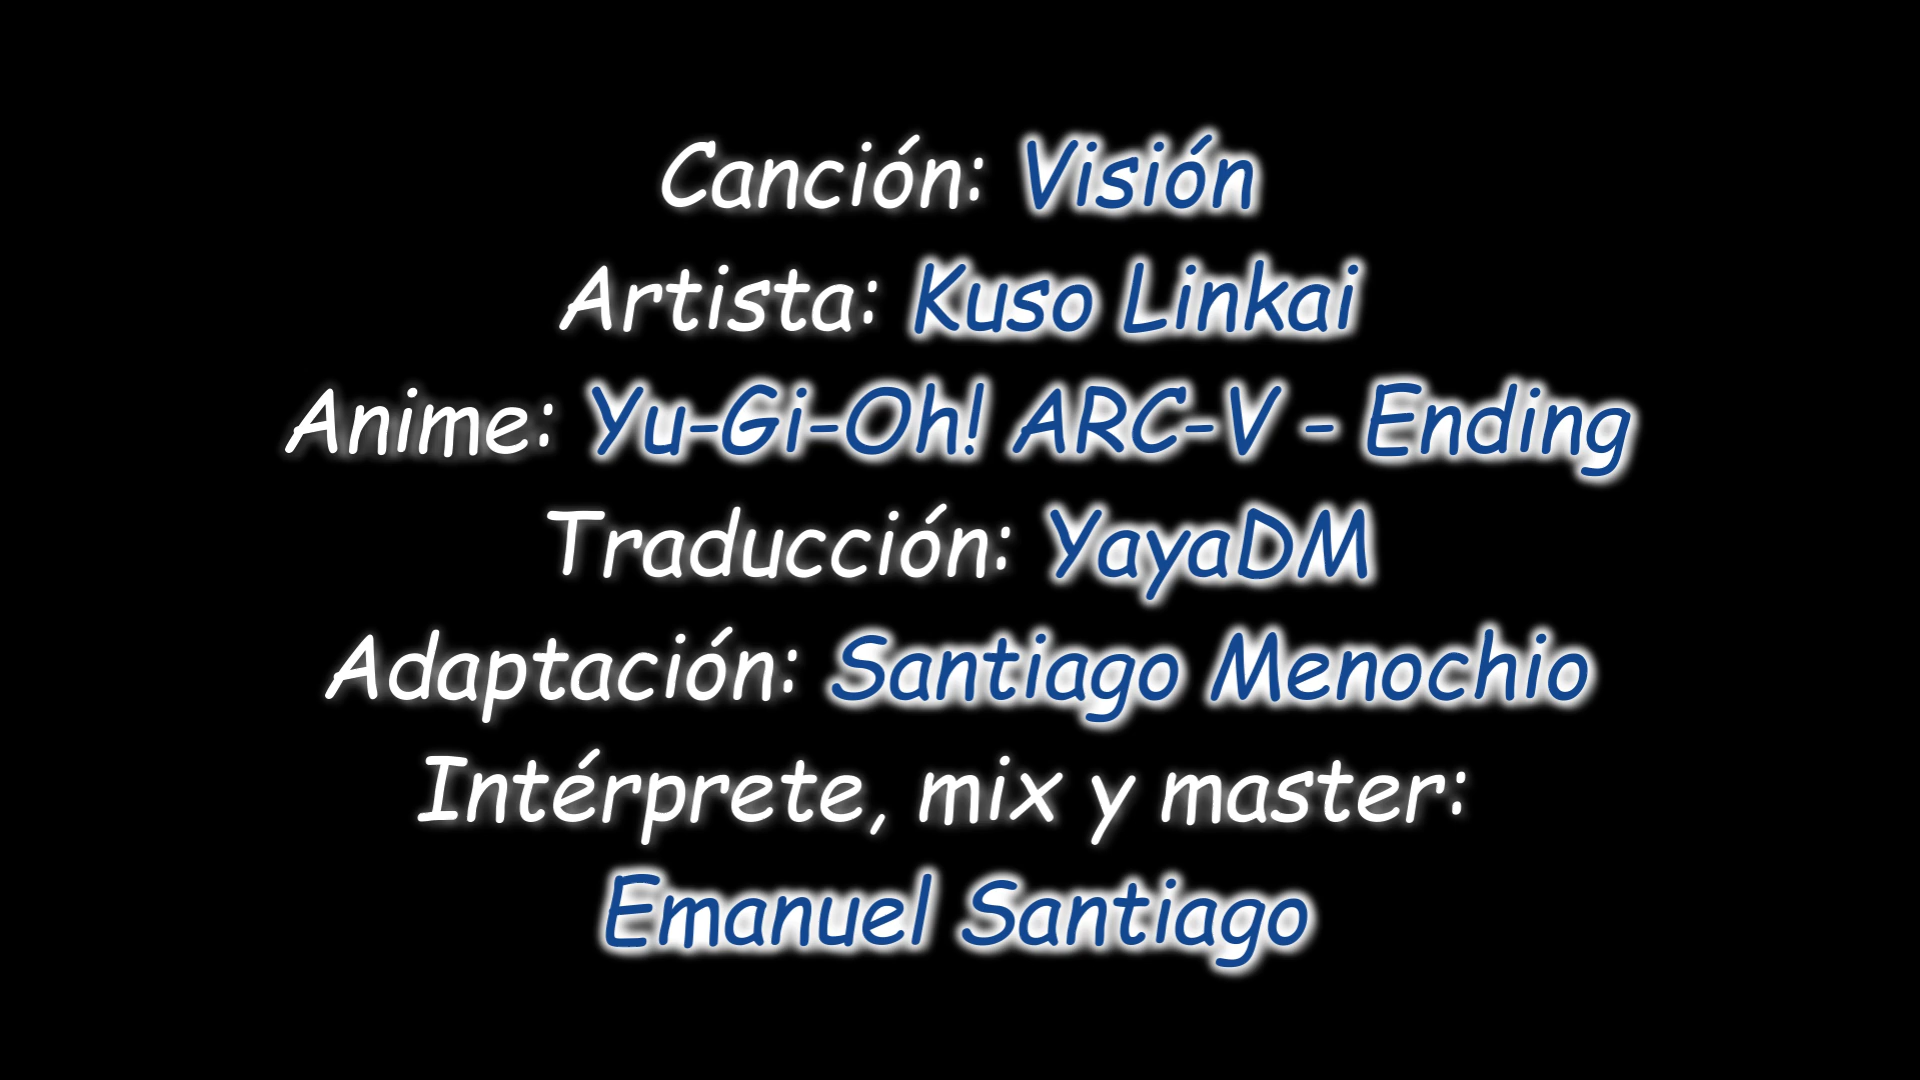 Canción: Visión
Artista: Kuso Linkai
Anime: Yu-Gi-Oh! ARC-V - Ending
Traducción: YayaDM
Adaptación: Santiago Menochio
Intérprete, mix y master:
Emanuel Santiago